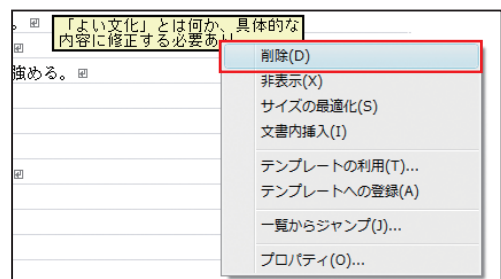 。
「よい文化」とは何か、具体的な
内容に修正する必要あり
強める。
削除(D)
非表示(X)
サイズの最適化(S)
文書内挿入(I)
テンプレートの利用(T)...
テンプレートへの登録(A)
一覧からジャンプ(J)...
プロパティ(O)...